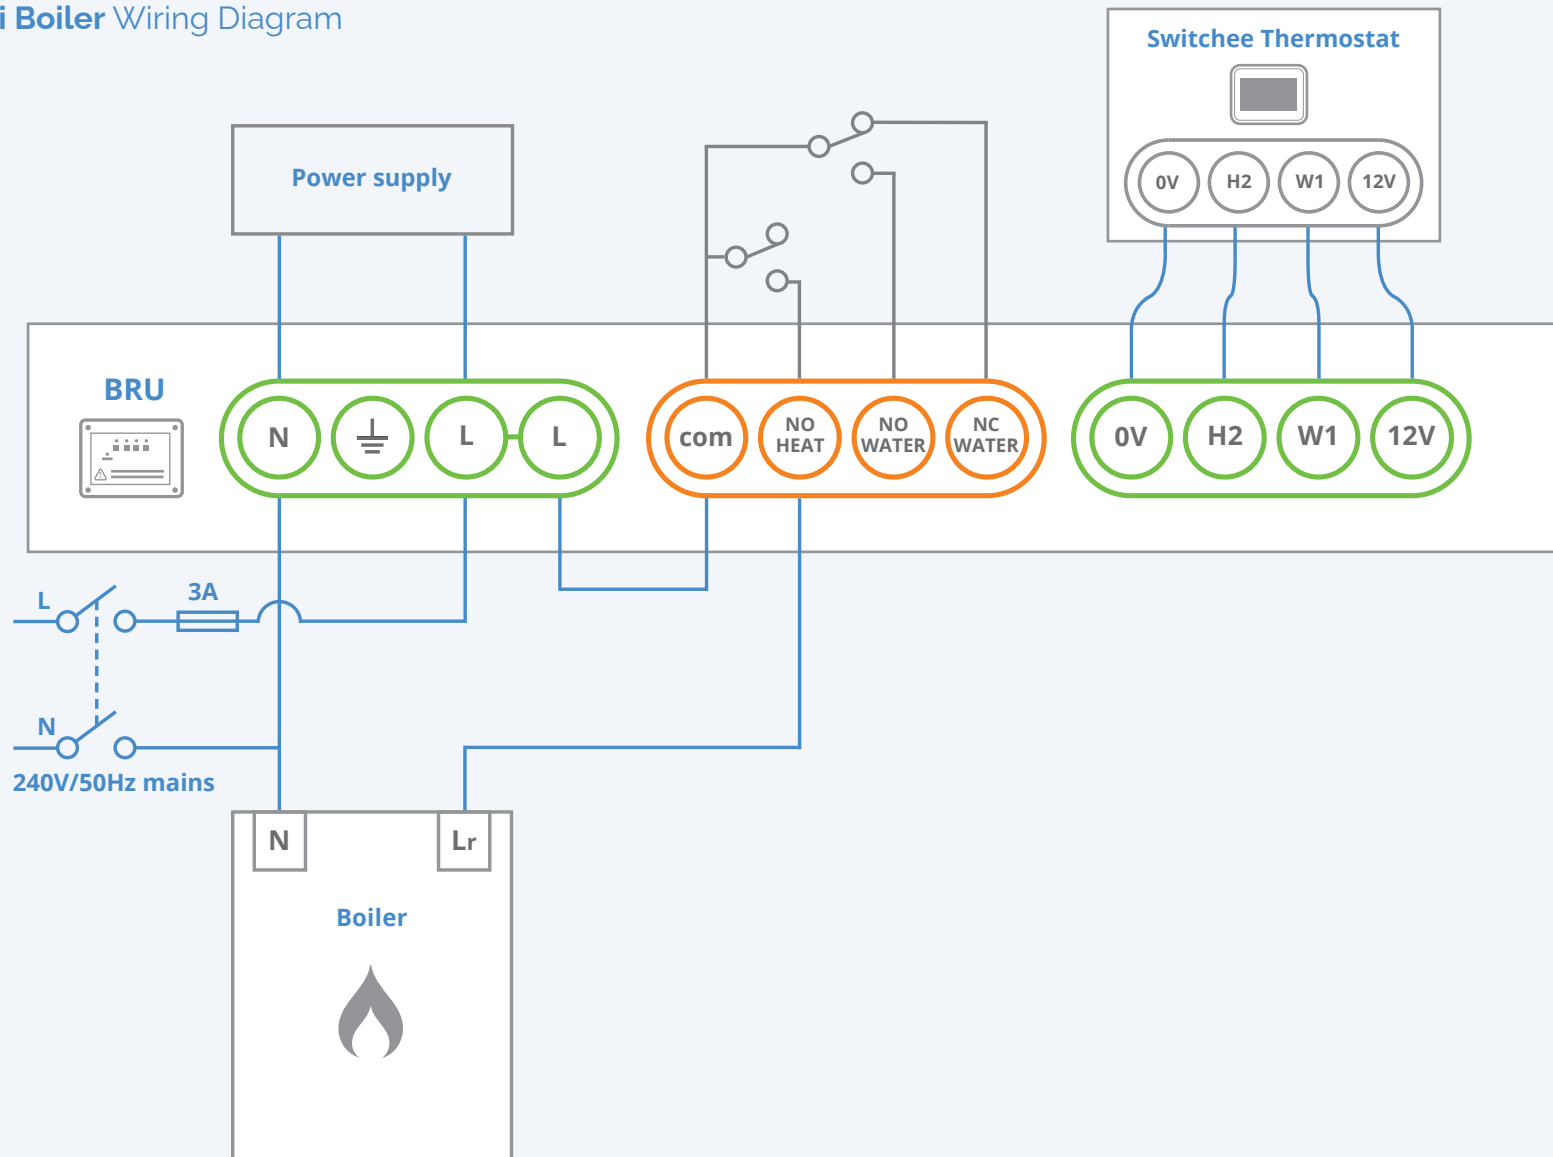 i Boiler Wiring Diagram
Switchee Thermostat
Power supply
0V H2 W1 12V
BRU
N L L
com
NO
HEAT
NO
WATER
NC
WATER
0V H2 W1 12V
L
3A
N
240V/50Hz mains
N Lr
Boiler